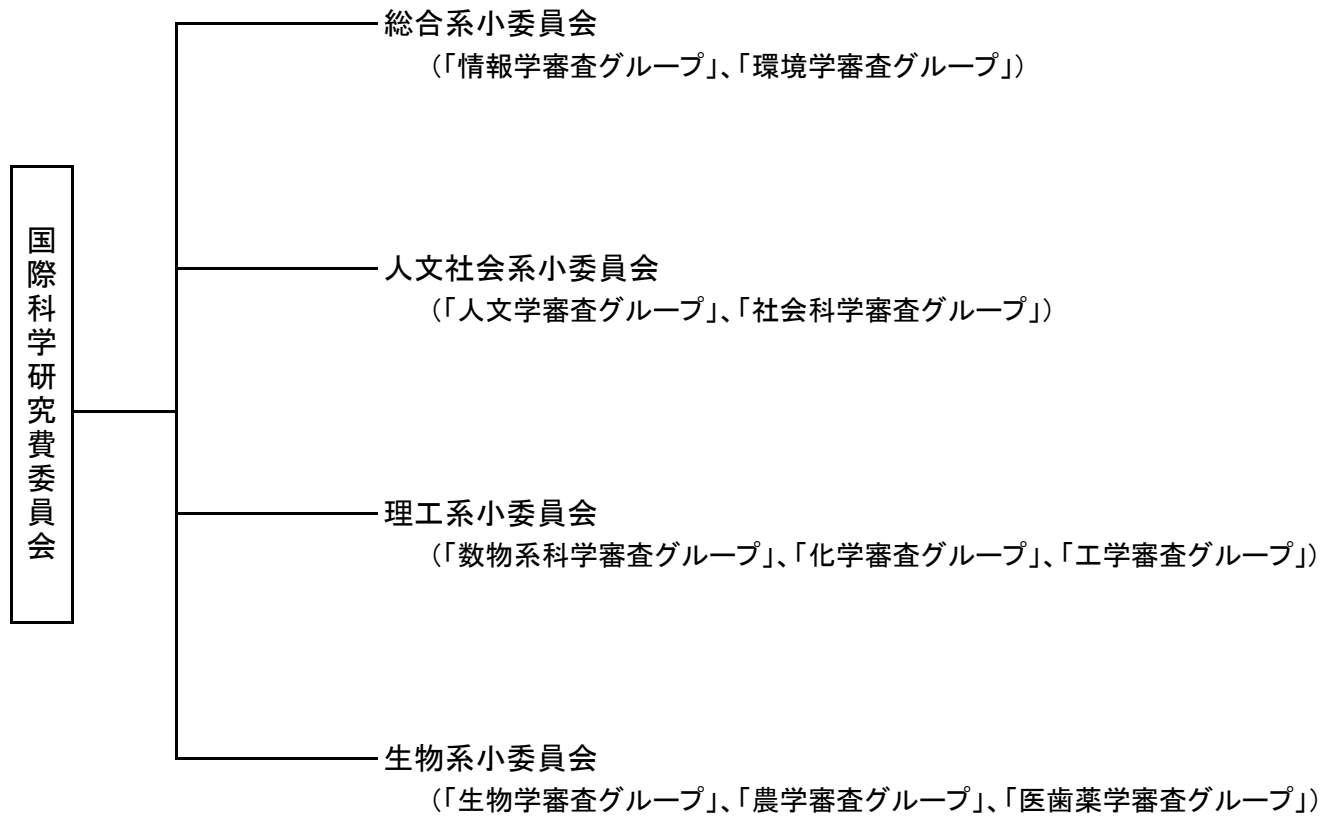 国際科学研究費委員会
総合系小委員会
（「情報学審査グループ」、「環境学審査グループ」）
人文社会系小委員会
（「人文学審査グループ」、「社会科学審査グループ」）
理工系小委員会
（「数物系科学審査グループ」、「化学審査グループ」、「工学審査グループ」）
生物系小委員会
（「生物学審査グループ」、「農学審査グループ」、「医歯薬学審査グループ」）